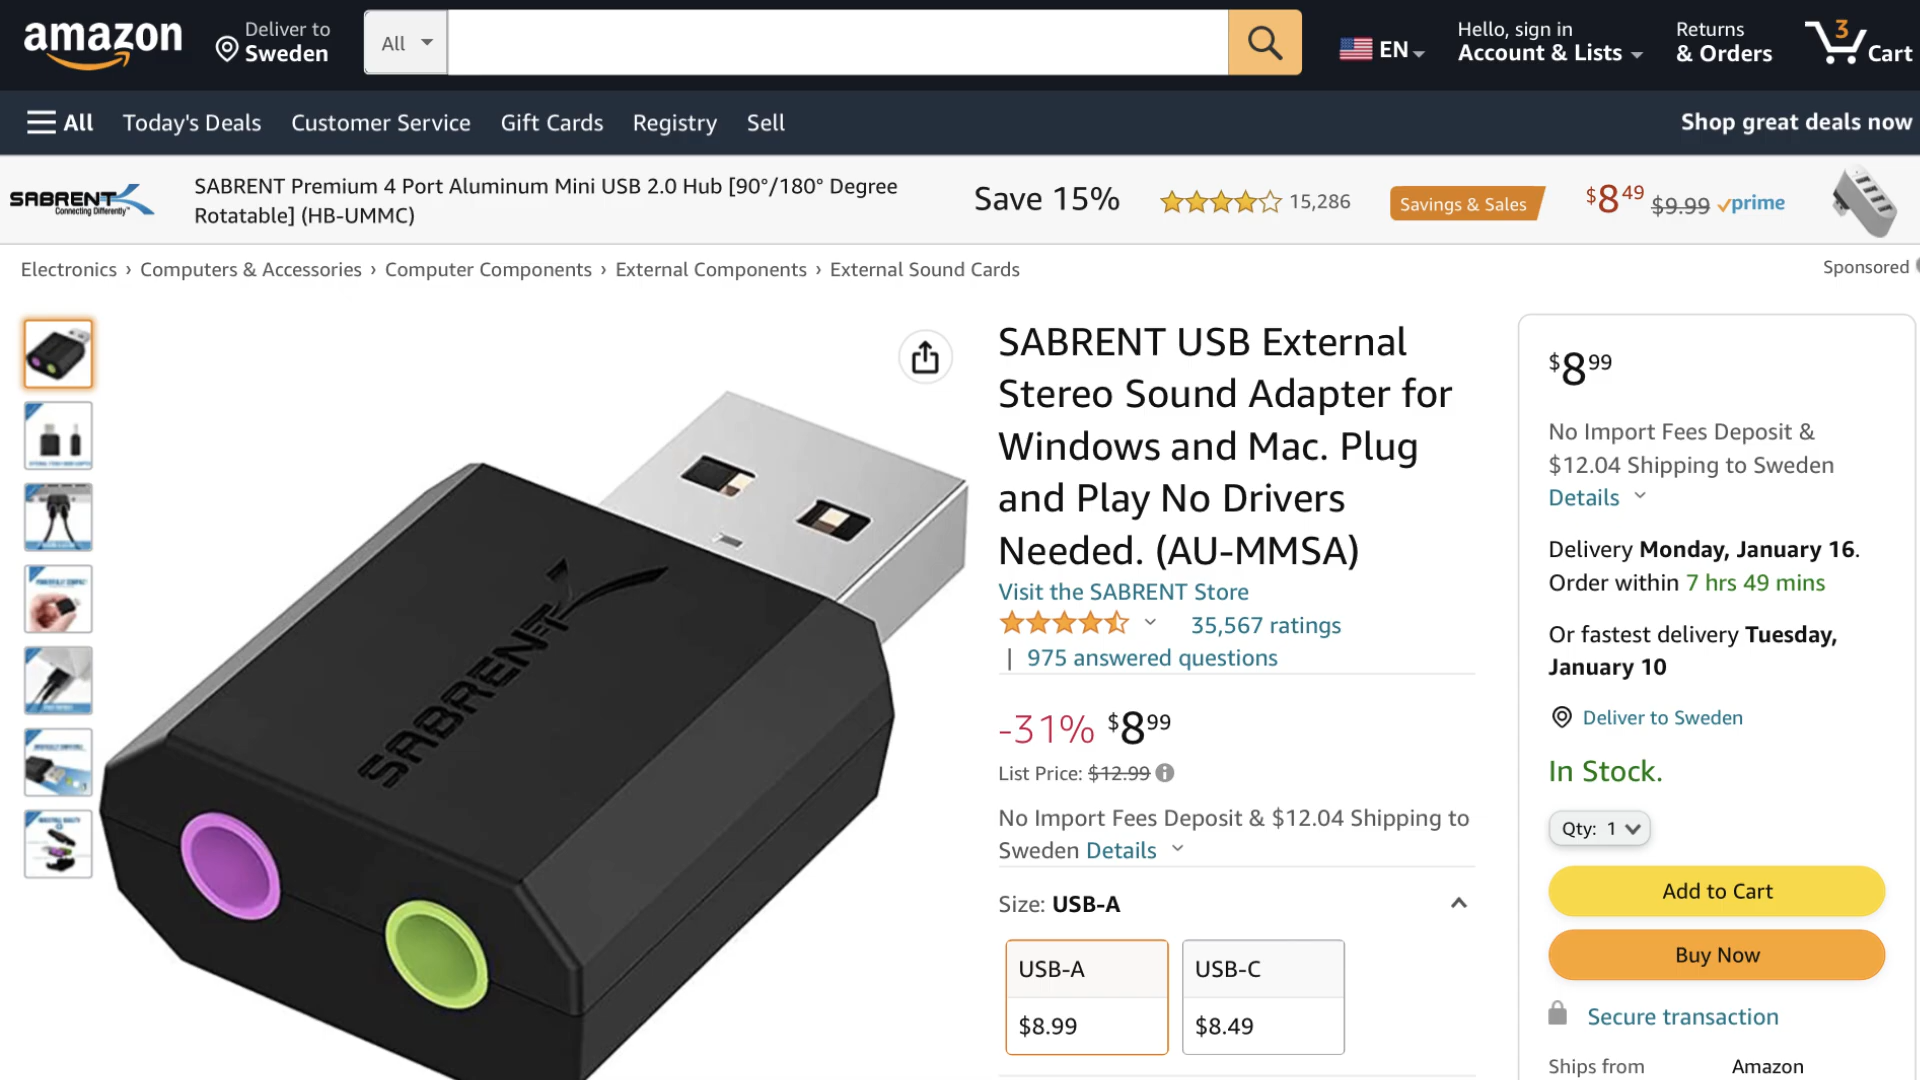 amazon
Deliver to
Sweden
All
EN
Hello, sign in
Account & Lists
Returns
& Orders
3
Cart
All
Today's Deals
Customer Service
Gift Cards
Registry
Sell
Shop great deals now
SABRENT
Connecting Differently™
SABRENT Premium 4 Port Aluminum Mini USB 2.0 Hub [90°/180° Degree
Rotatable] (HB-UMMC)
Save 15%
15,286
Savings & Sales
$8 49 $9.99 prime
Electronics › Computers & Accessories › Computer Components › External Components › External Sound Cards
Sponsored
SABRENT
SABRENT USB External
Stereo Sound Adapter for
Windows and Mac. Plug
and Play No Drivers
Needed. (AU-MMSA)
Visit the SABRENT Store
35,567 ratings
| 975 answered questions
-31% $8 99
List Price: $12.99
No Import Fees Deposit & $12.04 Shipping to
Sweden Details
Size: USB-A
USB-A
$8.99
USB-C
$8.49
$8 99
No Import Fees Deposit &
$12.04 Shipping to Sweden
Details
Delivery Monday, January 16.
Order within 7 hrs 49 mins
Or fastest delivery Tuesday,
January 10
Deliver to Sweden
In Stock.
Qty: 1
Add to Cart
Buy Now
Secure transaction
Ships from Amazon